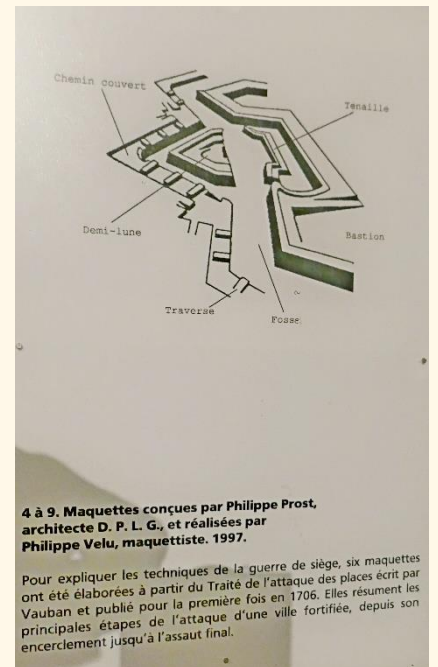 Chemin couvert
Tenaille
Demi-lune
Bastion
Traverse
Fosse
4 à 9. Maquettes conçues par Philippe Prost,
architecte D. P. L. G., et réalisées par
Philippe Velu, maquettiste. 1997.
Pour expliquer les techniques de la guerre de siège, six maquettes
ont été élaborées à partir du Traité de l'attaque des places écrit par
Vauban et publié pour la première fois en 1706. Elles résument les
principales étapes de l'attaque d'une ville fortifiée, depuis son
encerclement jusqu'à l'assaut final.